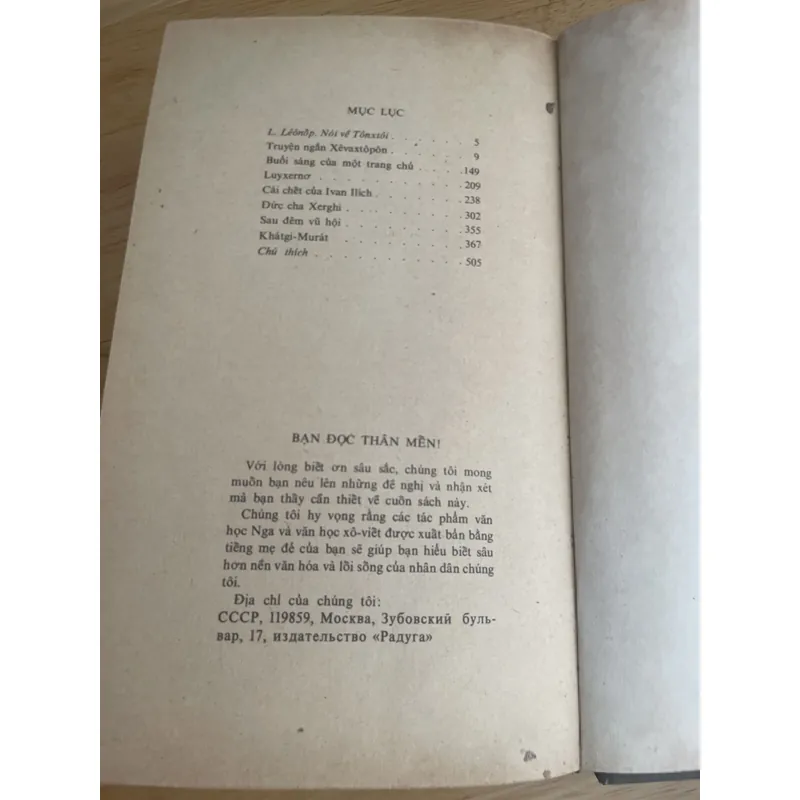 MỤC LỤC
L. Lêônôp. Nói về Tônxtôi . . . . . . 5
Truyện ngắn Xêvaxtôpôn . . . . . . 9
Buổi sáng của một trang chủ . . . . 149
Luyxernơ . . . . . . . . . 209
Cái chết của Ivan Ilich . . . . . . 238
Đức cha Xerghi . . . . . . . . 302
Sau đêm vũ hội . . . . . . . . 355
Khátgi-Murát . . . . . . . . 367
Chú thích . . . . . . . . . . 505
BẠN ĐỌC THÂN MẾN!
Với lòng biết ơn sâu sắc, chúng tôi mong
muốn bạn nêu lên những đề nghị và nhận xét
mà bạn thấy cần thiết về cuốn sách này.
Chúng tôi hy vọng rằng các tác phẩm văn
học Nga và văn học xô-viết được xuất bản bằng
tiếng mẹ đẻ của bạn sẽ giúp bạn hiểu biết sâu
hơn nền văn hóa và lối sống của nhân dân chúng
tôi.
Địa chỉ của chúng tôi:
СССР, 119859, Москва, Зубовский буль-
вар, 17, издательство «Радуга»